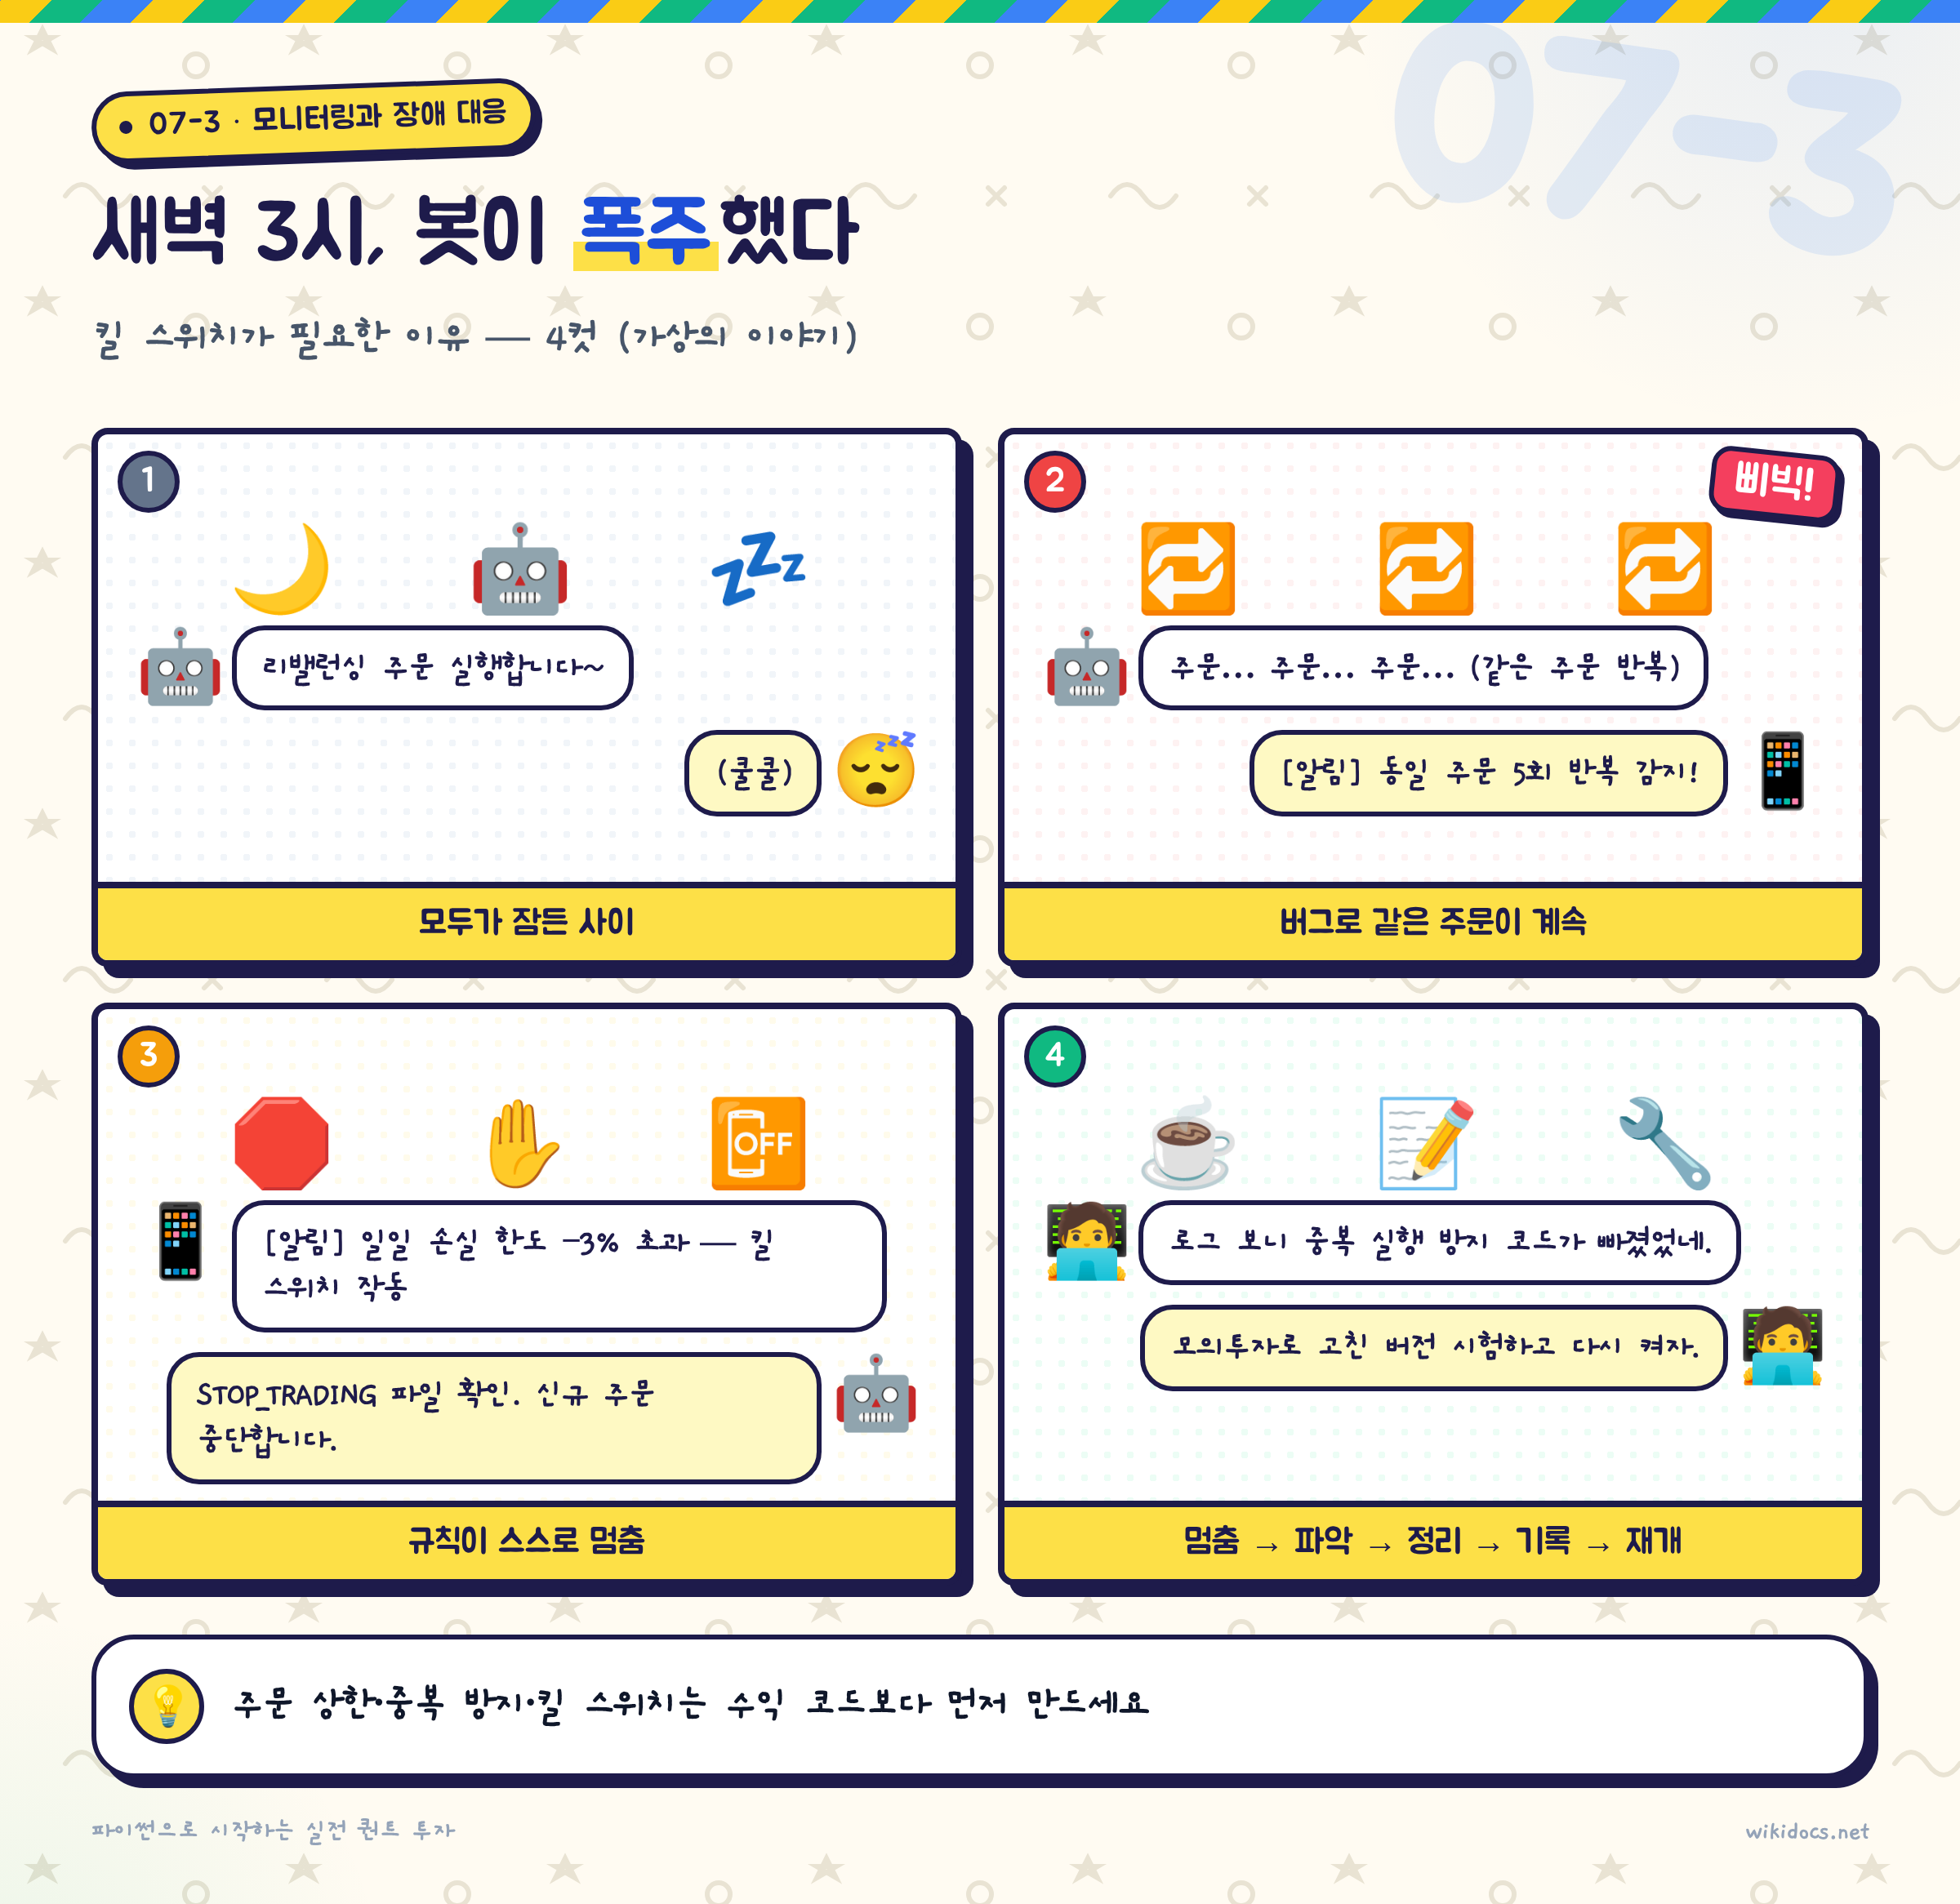 07-3
07-3 · 모니터링과 장애 대응
새벽 3시, 봇이 폭주했다
킬 스위치가 필요한 이유 — 4컷 (가상의 이야기)
1
리밸런싱 주문 실행합니다~
(쿨쿨)
모두가 잠든 사이
2
삐빅!
주문... 주문... 주문... (같은 주문 반복)
[알림] 동일 주문 5회 반복 감지!
버그로 같은 주문이 계속
3
OFF
[알림] 일일 손실 한도 -3% 초과 — 킬
스위치 작동
STOP_TRADING 파일 확인. 신규 주문
중단합니다.
규칙이 스스로 멈춤
4
로그 보니 중복 실행 방지 코드가 빠졌었네.
모의투자로 고친 버전 시험하고 다시 켜자.
멈춤 → 파악 → 정리 → 기록 → 재개
주문 상한·중복 방지·킬 스위치는 수익 코드보다 먼저 만드세요
파이썬으로 시작하는 실전 퀀트 투자
wikidocs.net